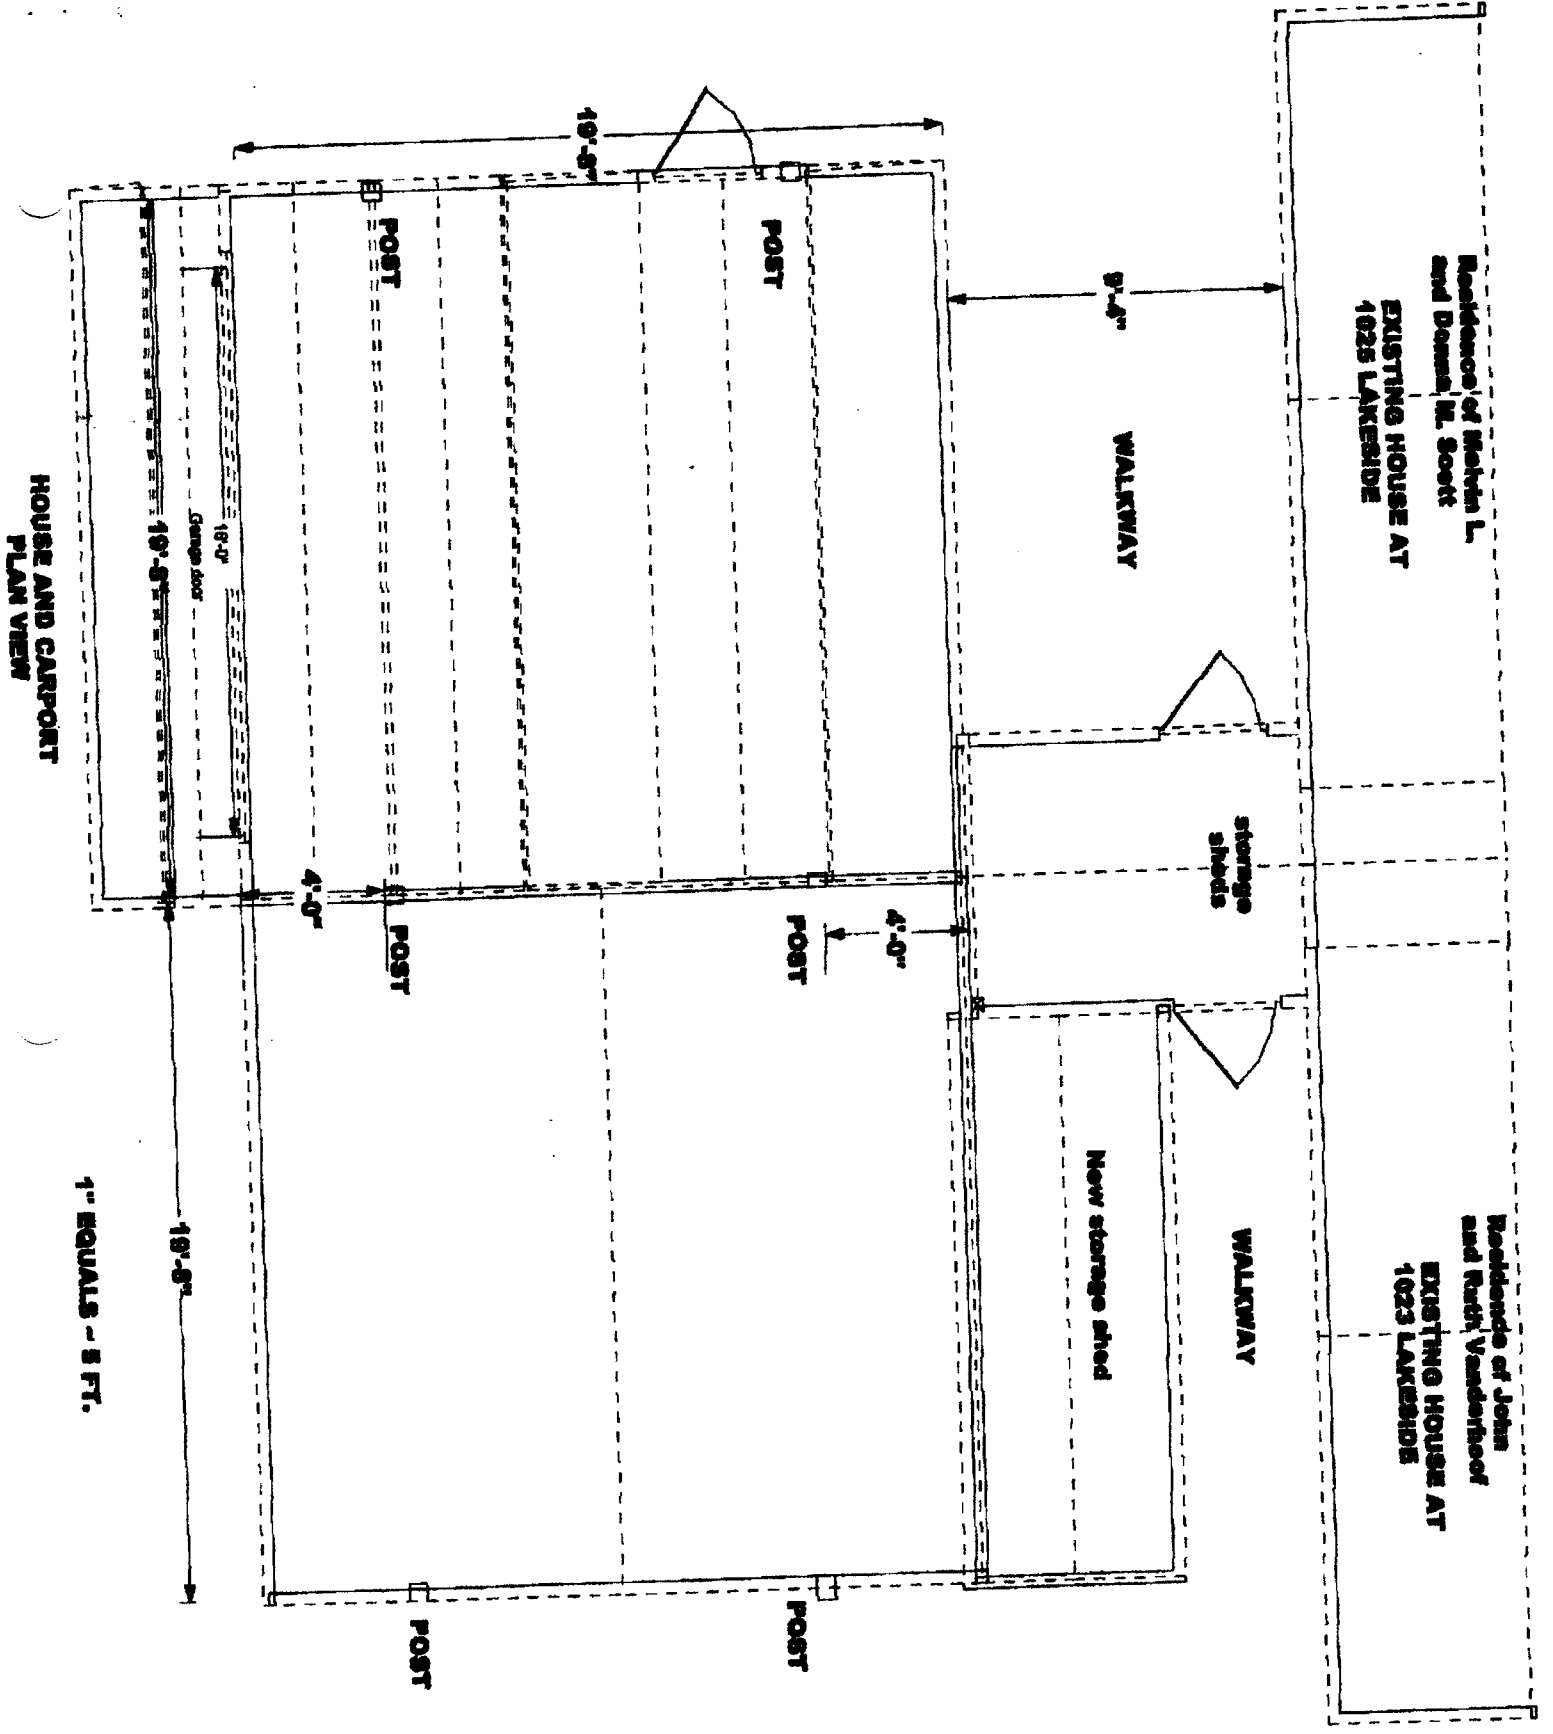 Residence of Melvin L.
and Donna M. Scott
EXISTING HOUSE AT
1025 LAKESIDE
Residence of John
and Ruth Vanderhoof
EXISTING HOUSE AT
1023 LAKESIDE
9'-4"
WALKWAY
storage
sheds
WALKWAY
New storage shed
19'-8"
POST
POST
POST
4'-0"
POST
4'-0"
POST
POST
16'-0"
Garage door
19'-8"
19'-8"
HOUSE AND CARPORT
PLAN VIEW
1" EQUALS ~ 5 FT.